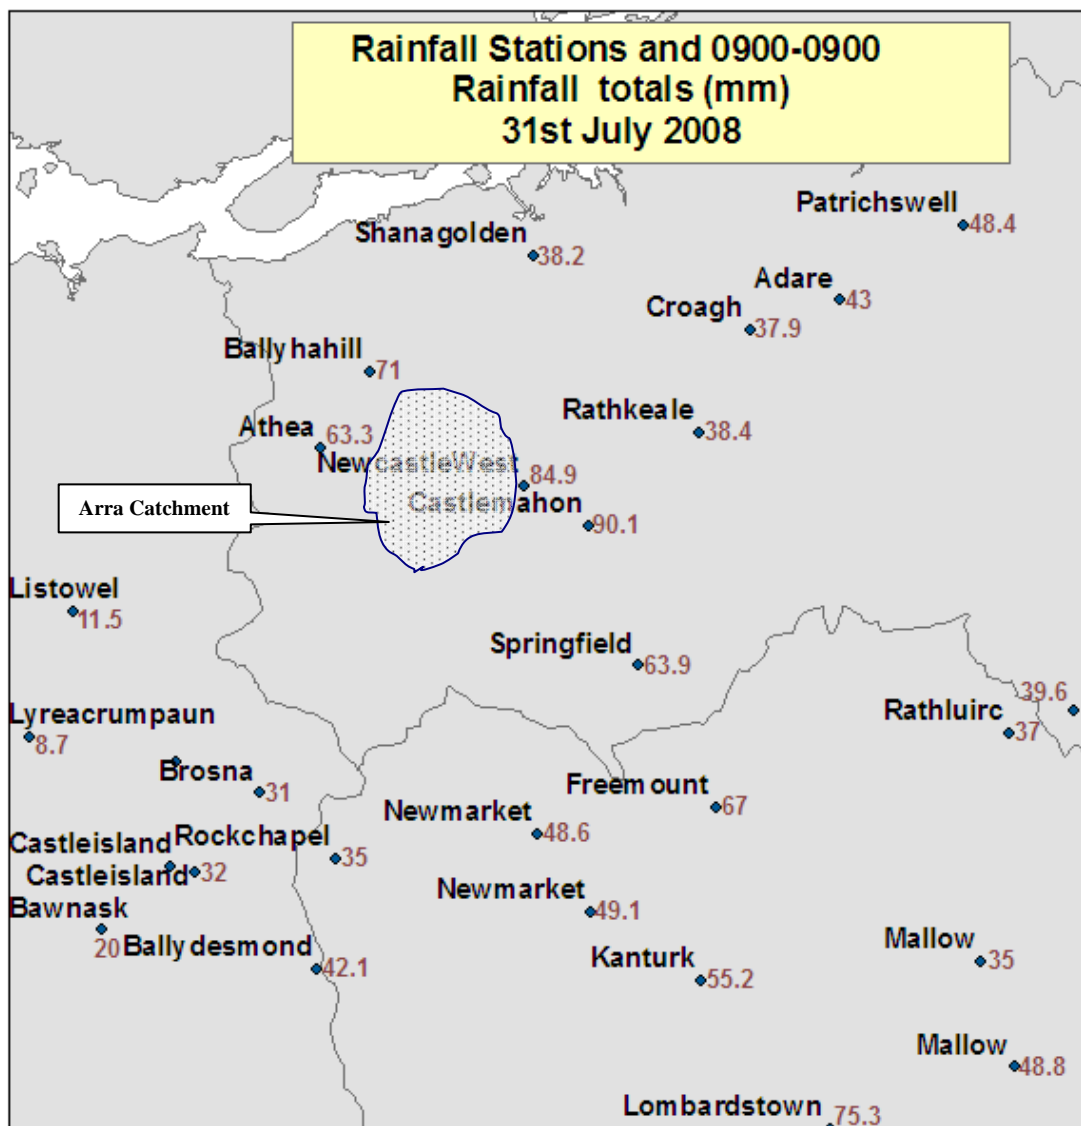 Rainfall Stations and 0900-0900
Rainfall totals (mm)
31st July 2008
Patrichswell
48.4
Shanagolden
38.2
Adare
43
Croagh
37.9
Ballyhahill
71
Rathkeale
38.4
Athea
63.3
NewcastleWest
84.9
Castlemahon
90.1
Arra Catchment
Listowel
11.5
Springfield
63.9
39.6
Rathluirc
37
Lyreacrumpaun
8.7
Brosna
31
Freemount
67
Newmarket
48.6
Castleisland
Rockchapel
35
Castleisland
32
Newmarket
49.1
Bawnask
20
Ballydesmond
42.1
Kanturk
55.2
Mallow
35
Mallow
48.8
Lombardstown
75.3